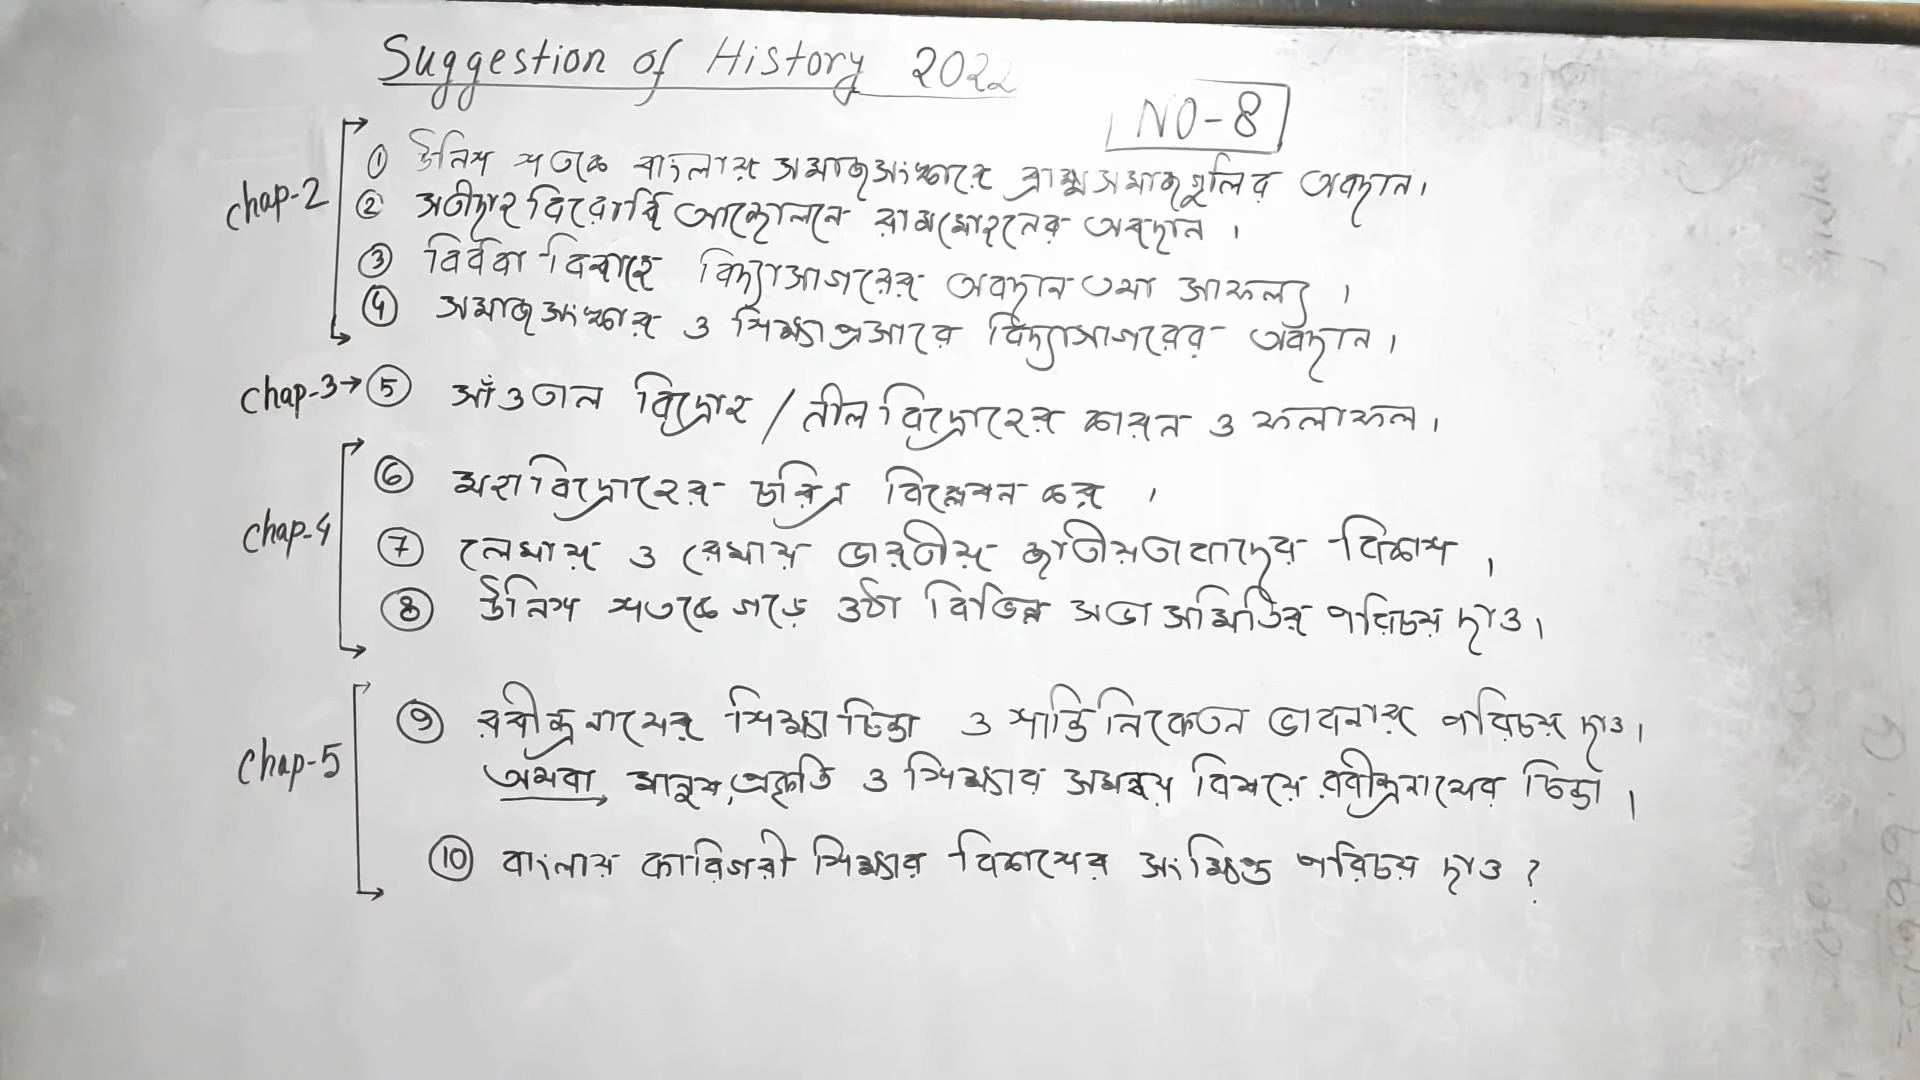 Suggestion of History 2022
NO-8
chap-2
① উনিশ শতকে বাংলায় সমাজসংস্কারে ব্রাহ্মসমাজগুলির অবদান।
② সতীদাহ বিরোধি আন্দোলনে রামমোহনের অবদান।
③ বিধবা বিবাহে বিদ্যাসাগরের অবদান তথা সাফল্য।
④ সমাজসংস্কার ও শিক্ষাপ্রসারে বিদ্যাসাগরের অবদান।
chap-3→ ⑤ সাঁওতাল বিদ্রোহ / নীল বিদ্রোহের কারন ও ফলাফল।
chap-4
⑥ মহাবিদ্রোহের চরিত্র বিশ্লেষন কর।
⑦ লেখায় ও রেখায় ভারতীয় জাতীয়তাবাদের বিকাশ।
⑧ উনিশ শতকে গড়ে ওঠা বিভিন্ন সভা সমিতির পরিচয় দাও।
chap-5
⑨ রবীন্দ্রনাথের শিক্ষা চিন্তা ও শান্তিনিকেতন ভাবনার পরিচয় দাও।
অথবা, মানুষ, প্রকৃতি ও শিক্ষার সমন্বয় বিষয়ে রবীন্দ্রনাথের চিন্তা।
⑩ বাংলায় কারিগরী শিক্ষার বিকাশের সংক্ষিপ্ত পরিচয় দাও?